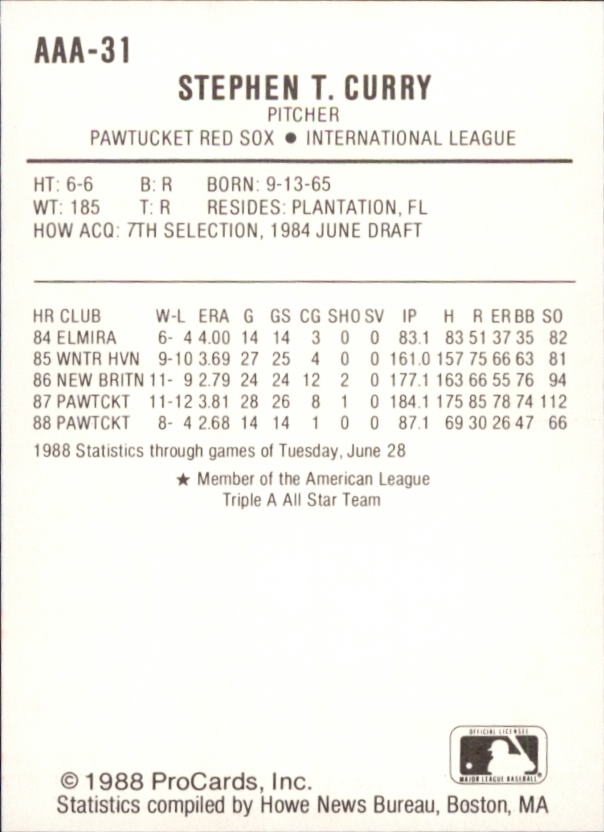 AAA-31
STEPHEN T. CURRY
PITCHER
PAWTUCKET RED SOX ● INTERNATIONAL LEAGUE
HT: 6-6 B: R BORN: 9-13-65
WT: 185 T: R RESIDES: PLANTATION, FL
HOW ACQ: 7TH SELECTION, 1984 JUNE DRAFT
HR CLUB W-L ERA G GS CG SHO SV IP H R ER BB SO
84 ELMIRA 6- 4 4.00 14 14 3 0 0 83.1 83 51 37 35 82
85 WNTR HVN 9-10 3.69 27 25 4 0 0 161.0 157 75 66 63 81
86 NEW BRITN 11- 9 2.79 24 24 12 2 0 177.1 163 66 55 76 94
87 PAWTCKT 11-12 3.81 28 26 8 1 0 184.1 175 85 78 74 112
88 PAWTCKT 8- 4 2.68 14 14 1 0 0 87.1 69 30 26 47 66
1988 Statistics through games of Tuesday, June 28
★ Member of the American League
Triple A All Star Team
OFFICIAL LICENSEE
MAJOR LEAGUE BASEBALL
© 1988 ProCards, Inc.
Statistics compiled by Howe News Bureau, Boston, MA